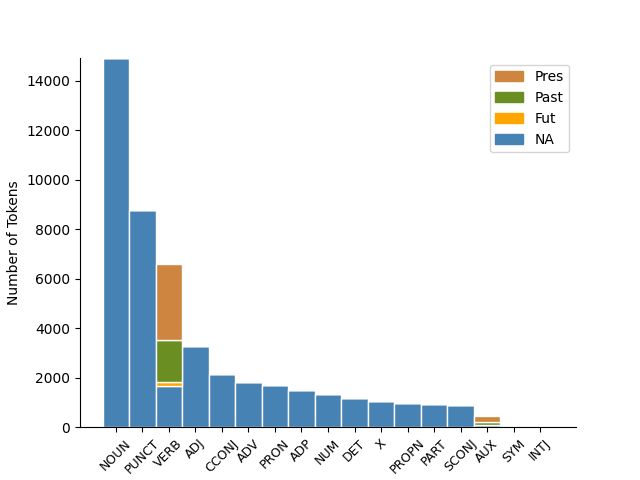 Pres
Past
Fut
NA
Number of Tokens
14000
12000
10000
8000
6000
4000
2000
0
NOUN
PUNCT
VERB
ADJ
CCONJ
ADV
PRON
ADP
NUM
DET
X
PROPN
PART
SCONJ
AUX
SYM
INTJ